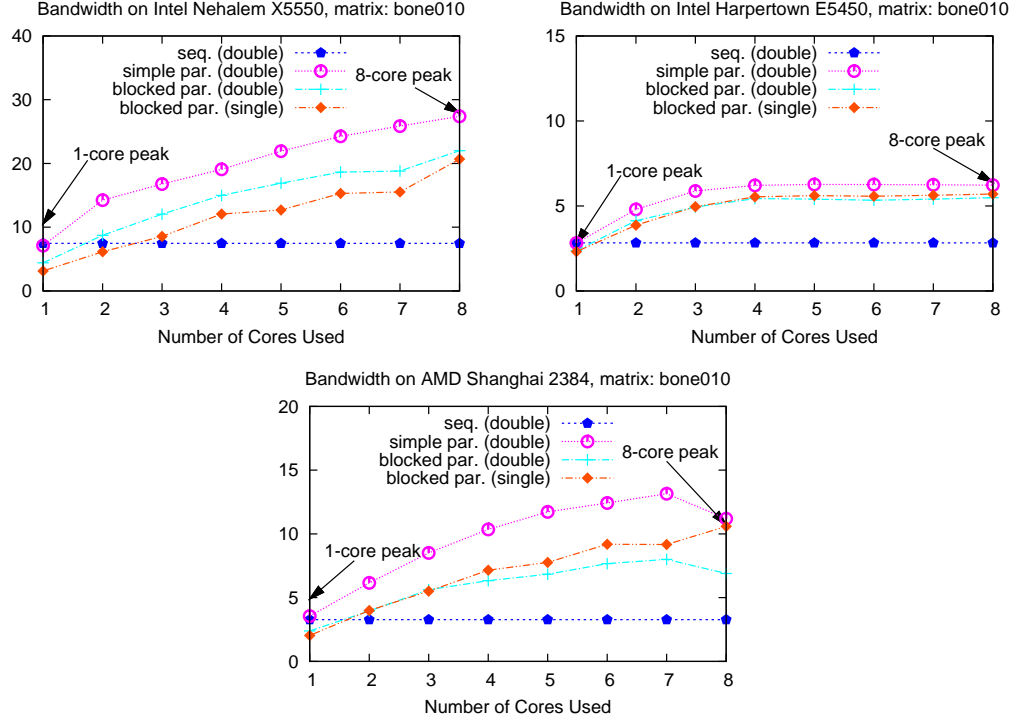 Bandwidth on Intel Nehalem X5550, matrix: bone010
40
30
20
10
0
seq. (double)
simple par. (double)
blocked par. (double)
blocked par. (single)
8-core peak
1-core peak
1 2 3 4 5 6 7 8
Number of Cores Used
Bandwidth on Intel Harpertown E5450, matrix: bone010
15
10
5
0
seq. (double)
simple par. (double)
blocked par. (double)
blocked par. (single)
8-core peak
1-core peak
1 2 3 4 5 6 7 8
Number of Cores Used
Bandwidth on AMD Shanghai 2384, matrix: bone010
20
15
10
5
0
seq. (double)
simple par. (double)
blocked par. (double)
blocked par. (single)
8-core peak
1-core peak
1 2 3 4 5 6 7 8
Number of Cores Used